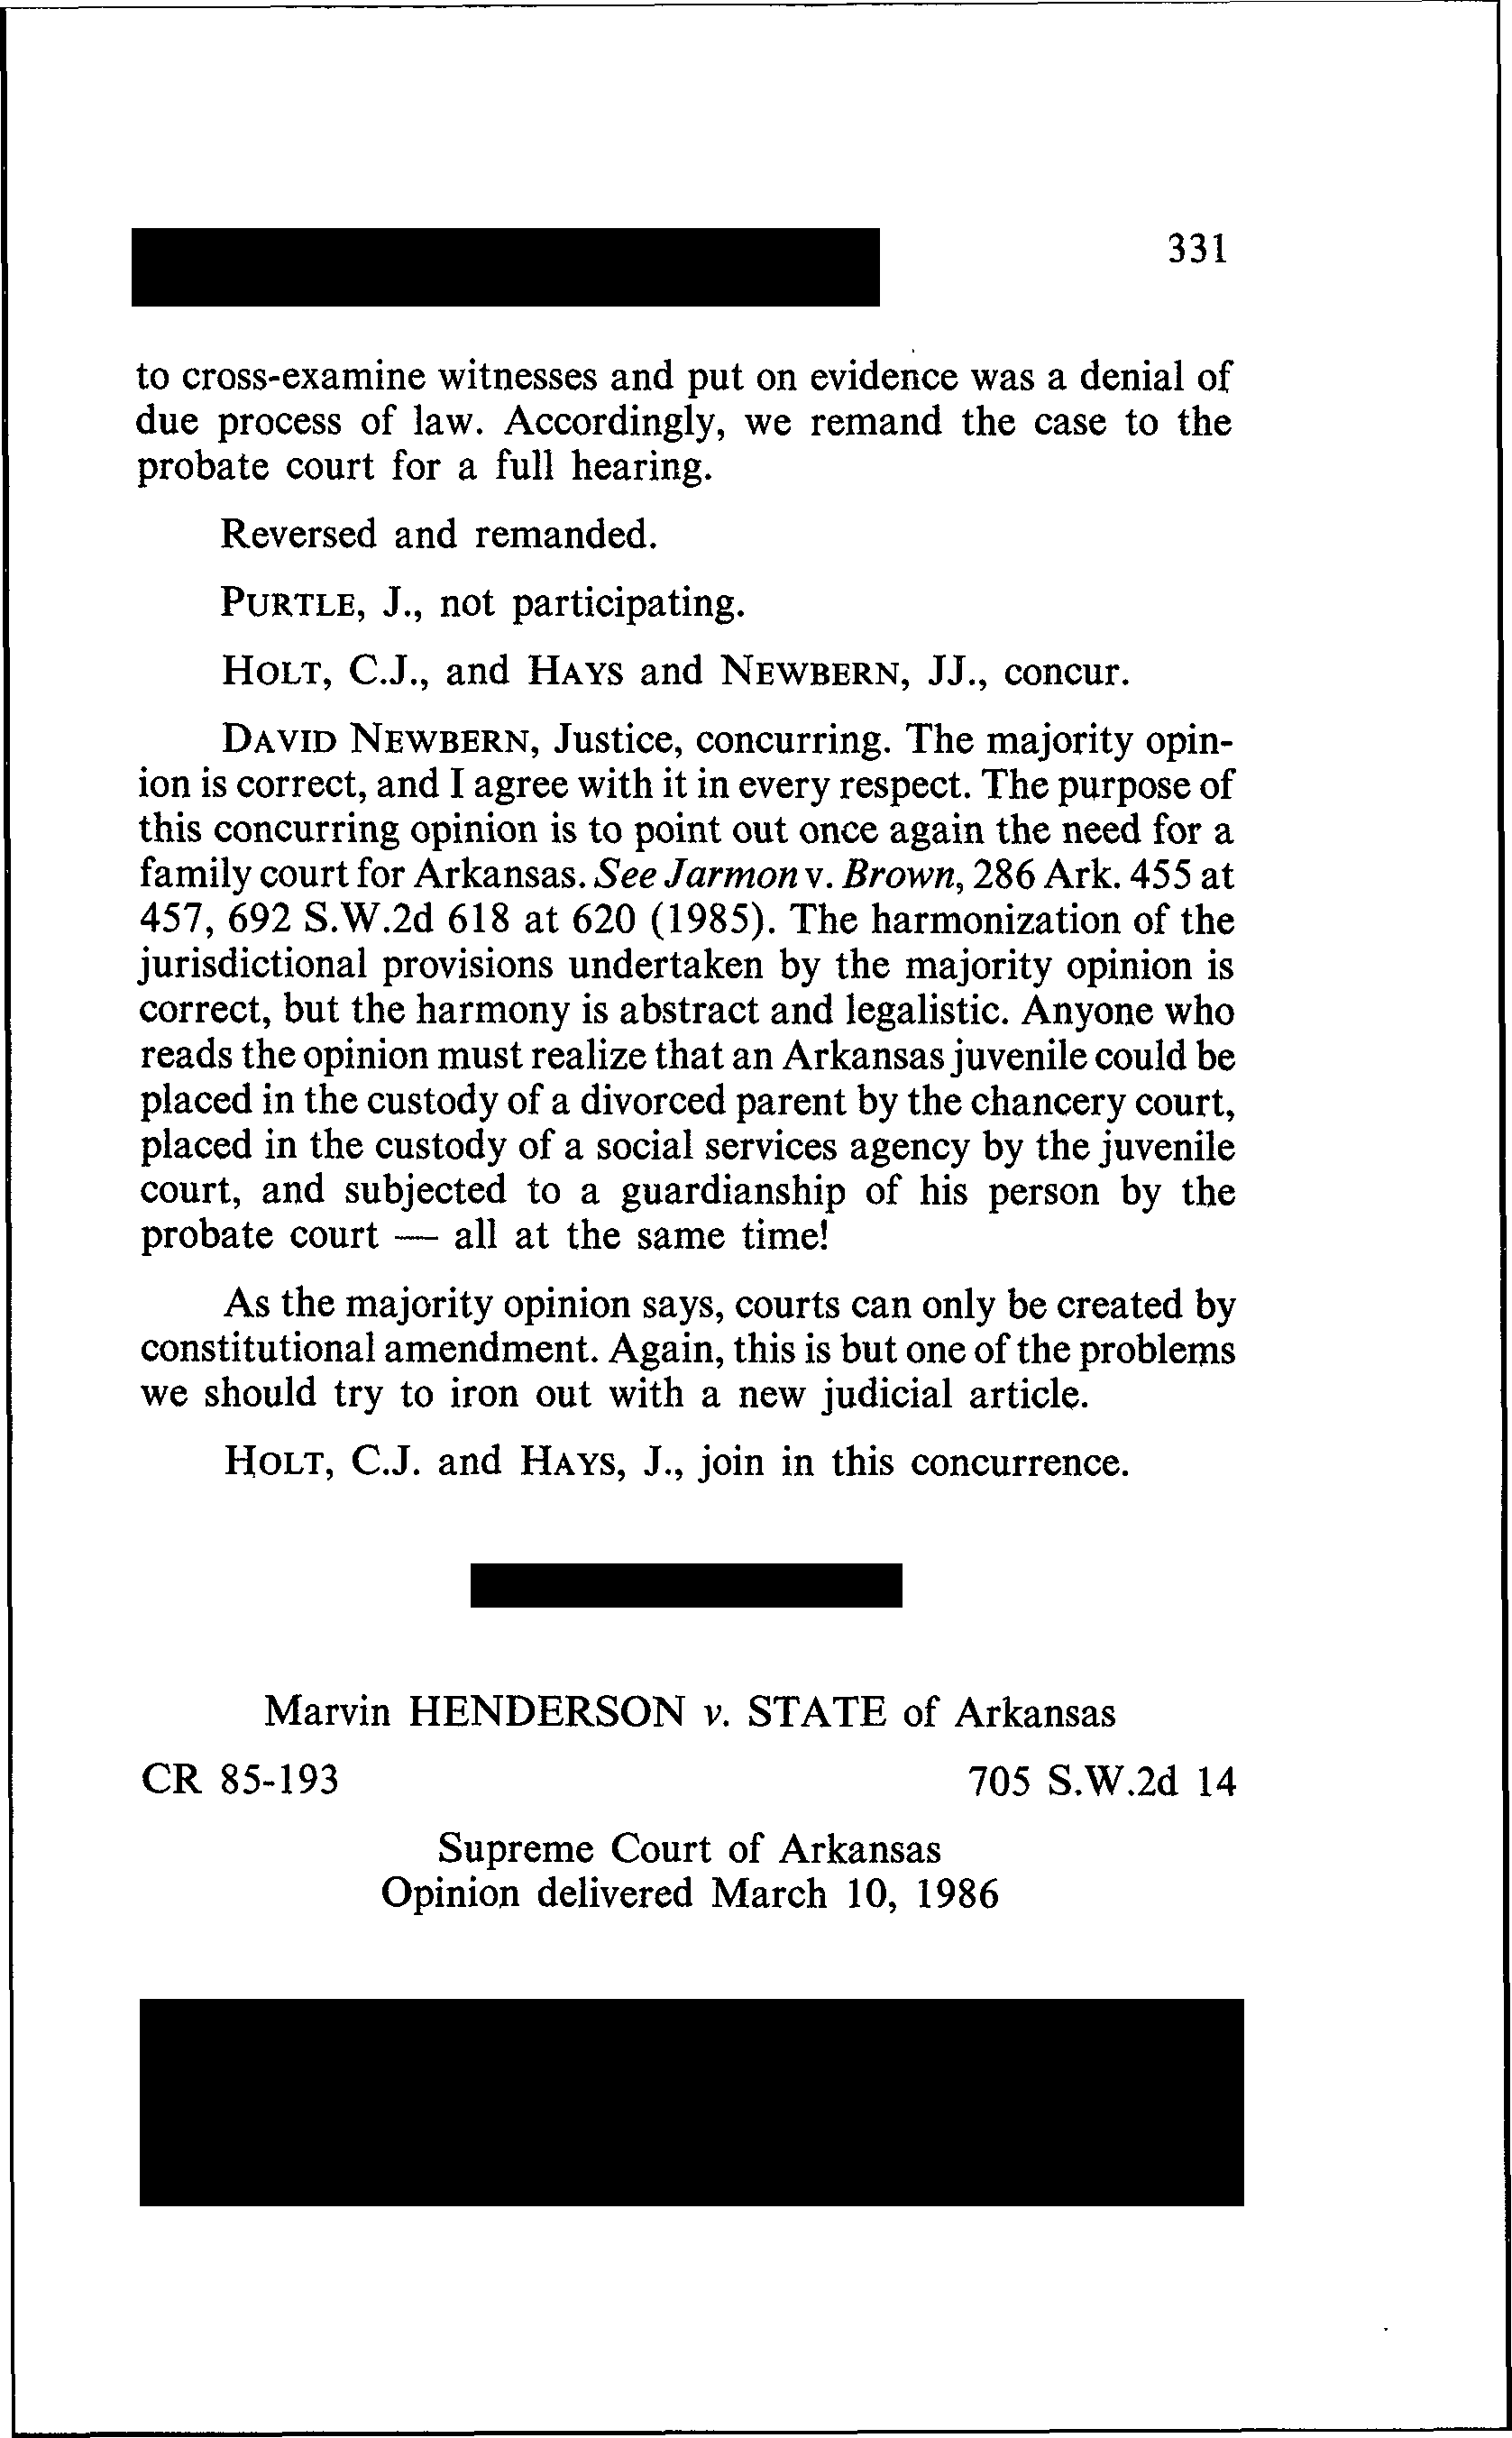 331
to cross-examine witnesses and put on evidence was a denial of
due process of law. Accordingly, we remand the case to the
probate court for a full hearing.
Reversed and remanded.
PURTLE, J., not participating.
HOLT, C.J., and HAYS and NEWBERN, JJ., concur.
DAVID NEWBERN, Justice, concurring. The majority opin-
ion is correct, and I agree with it in every respect. The purpose of
this concurring opinion is to point out once again the need for a
family court for Arkansas. See Jarmon v. Brown, 286 Ark. 455 at
457, 692 S.W.2d 618 at 620 (1985). The harmonization of the
jurisdictional provisions undertaken by the majority opinion is
correct, but the harmony is abstract and legalistic. Anyone who
reads the opinion must realize that an Arkansas juvenile could be
placed in the custody of a divorced parent by the chancery court,
placed in the custody of a social services agency by the juvenile
court, and subjected to a guardianship of his person by the
probate court — all at the same time!
As the majority opinion says, courts can only be created by
constitutional amendment. Again, this is but one of the problems
we should try to iron out with a new judicial article.
HOLT, C.J. and HAYS, J., join in this concurrence.
Marvin HENDERSON v. STATE of Arkansas
CR 85-193 705 S.W.2d 14
Supreme Court of Arkansas
Opinion delivered March 10, 1986